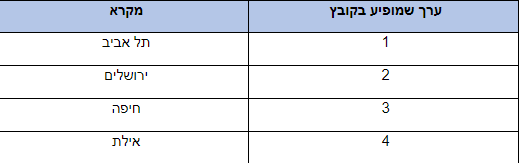 ערך שמופיע בקובץ מקרא
1 תל אביב
2 ירושלים
3 חיפה
4 אילת